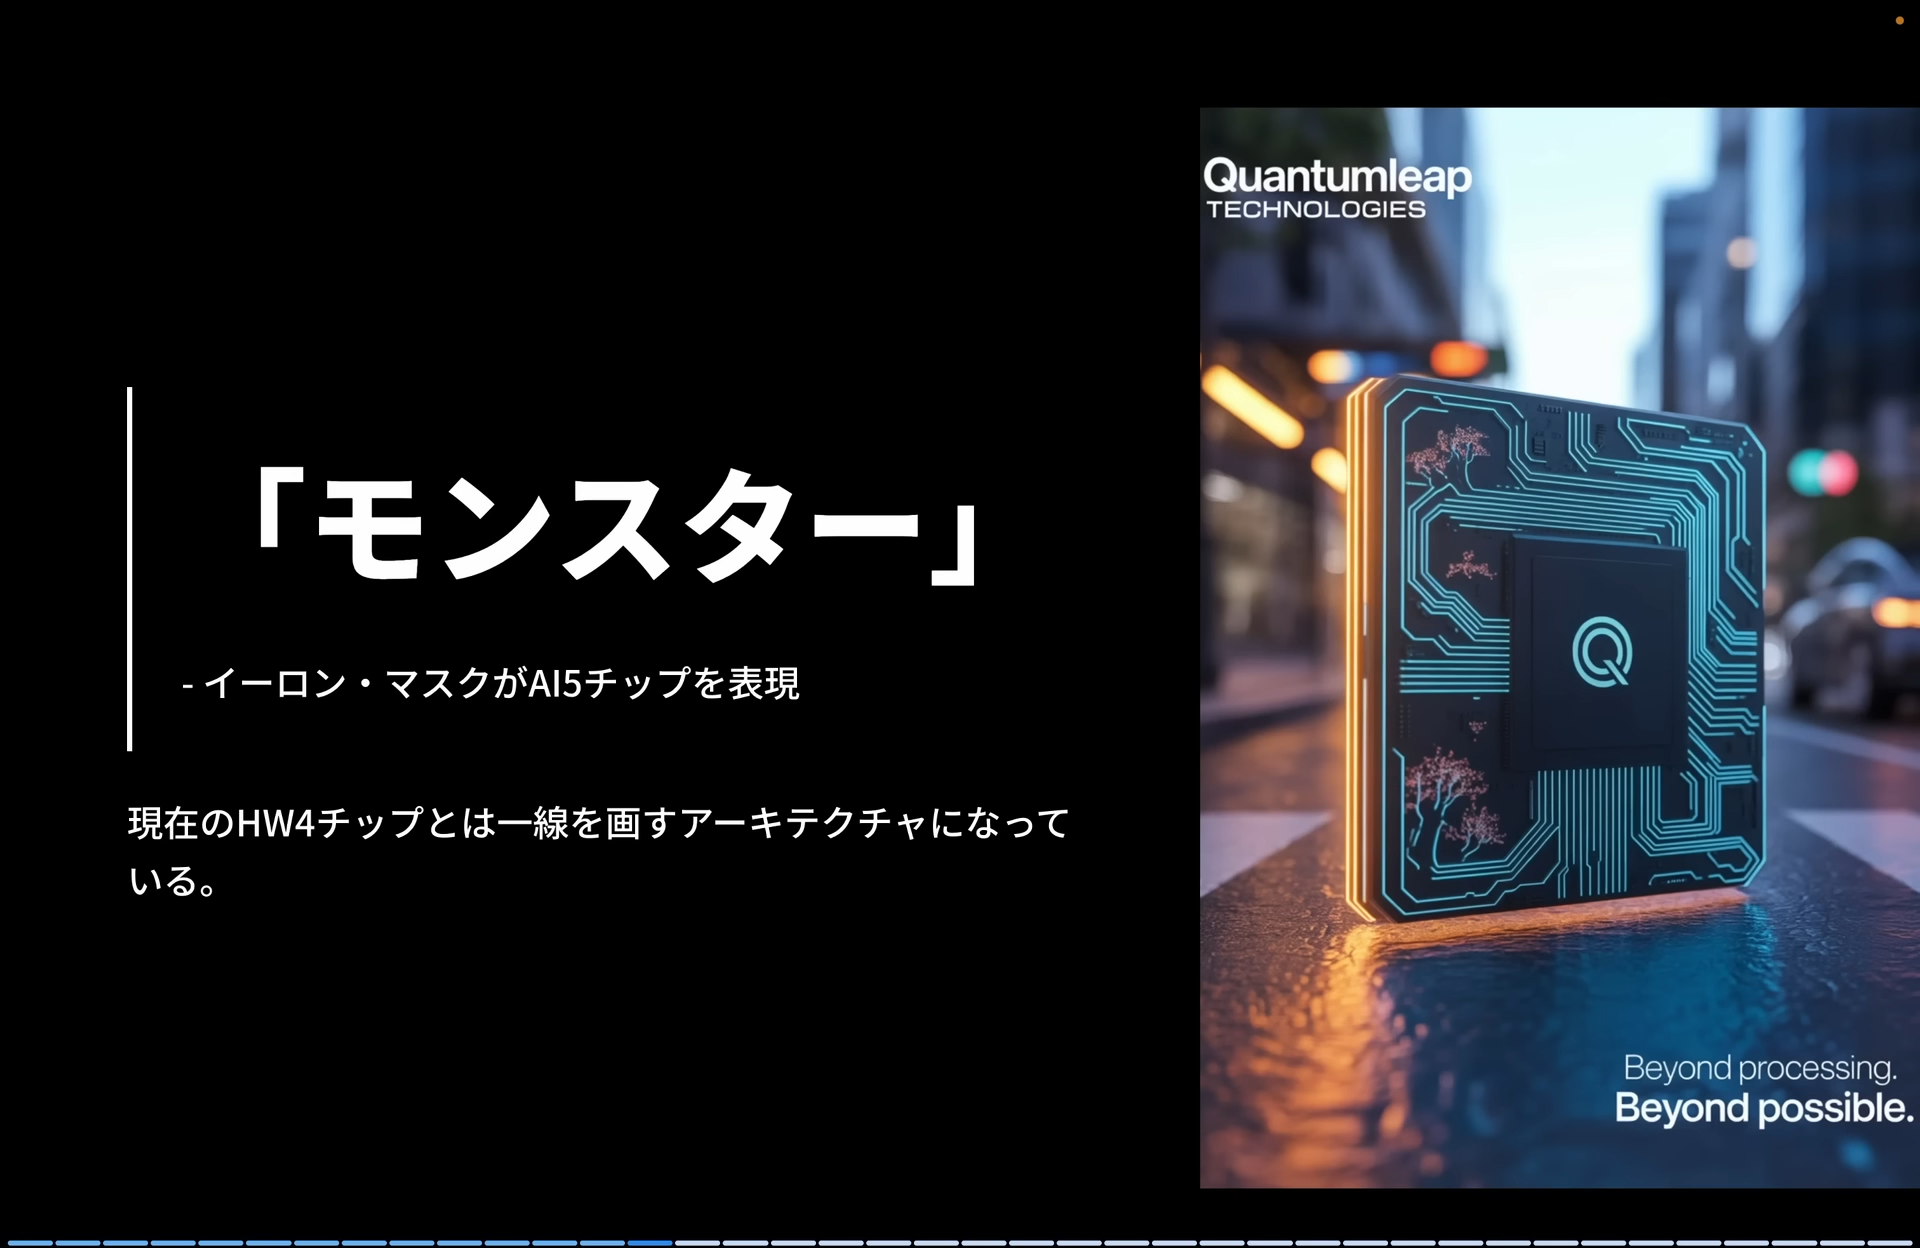 「モンスター」
- イーロン・マスクがAI5チップを表現
現在のHW4チップとは一線を画すアーキテクチャになって
いる。
Quantumleap
TECHNOLOGIES
Q
Beyond processing.
Beyond possible.